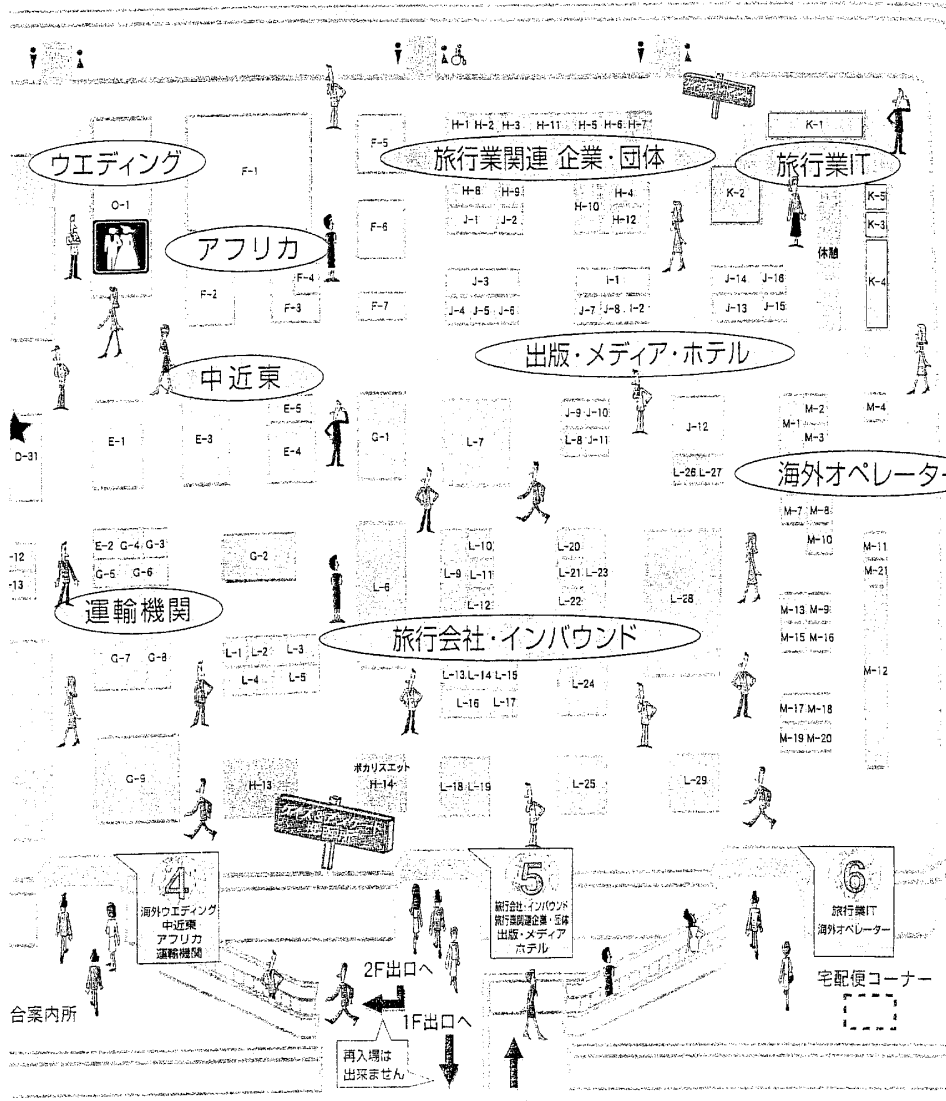 H-1 H-2 H-3 H-11 H-5 H-6 H-7
K-1
ウエディング
F-1
F-5
旅行業関連 企業・団体
旅行業IT
O-1
H-8 H-9
H-4
H-10
K-2
K-5
J-1 J-2
H-12
K-3
F-6
アフリカ
休憩
F-4
J-3
I-1
J-14 J-16
K-4
F-2
F-3
F-7
J-4 J-5 J-6
J-7 J-8 I-2
J-13 J-15
出版・メディア・ホテル
中近東
E-5
J-9 J-10
M-2
M-4
D-31
E-1
E-3
E-4
G-1
L-7
L-8 J-11
J-12
M-1
M-3
L-26 L-27
海外オペレーター
M-7 M-8
-12
E-2 G-4 G-3
G-2
L-10
L-20
M-10
M-11
-13
G-5 G-6
L-6
L-9 L-11
L-21 L-23
M-21
L-12
L-22
L-28
M-13 M-9
運輸機関
旅行会社・インバウンド
M-15 M-16
G-7 G-8
L-1 L-2 L-3
L-4 L-5
L-13 L-14 L-15
L-16 L-17
L-24
M-12
M-17 M-18
M-19 M-20
G-9
H-13
ポカリスエット
H-14
L-18 L-19
L-25
L-29
4
海外ウエディング
中近東
アフリカ
運輸機関
5
旅行会社・インバウンド
旅行業関連企業・団体
出版・メディア
ホテル
6
旅行業IT
海外オペレーター
2F出口へ
宅配便コーナー
合案内所
1F出口へ
再入場は
出来ません